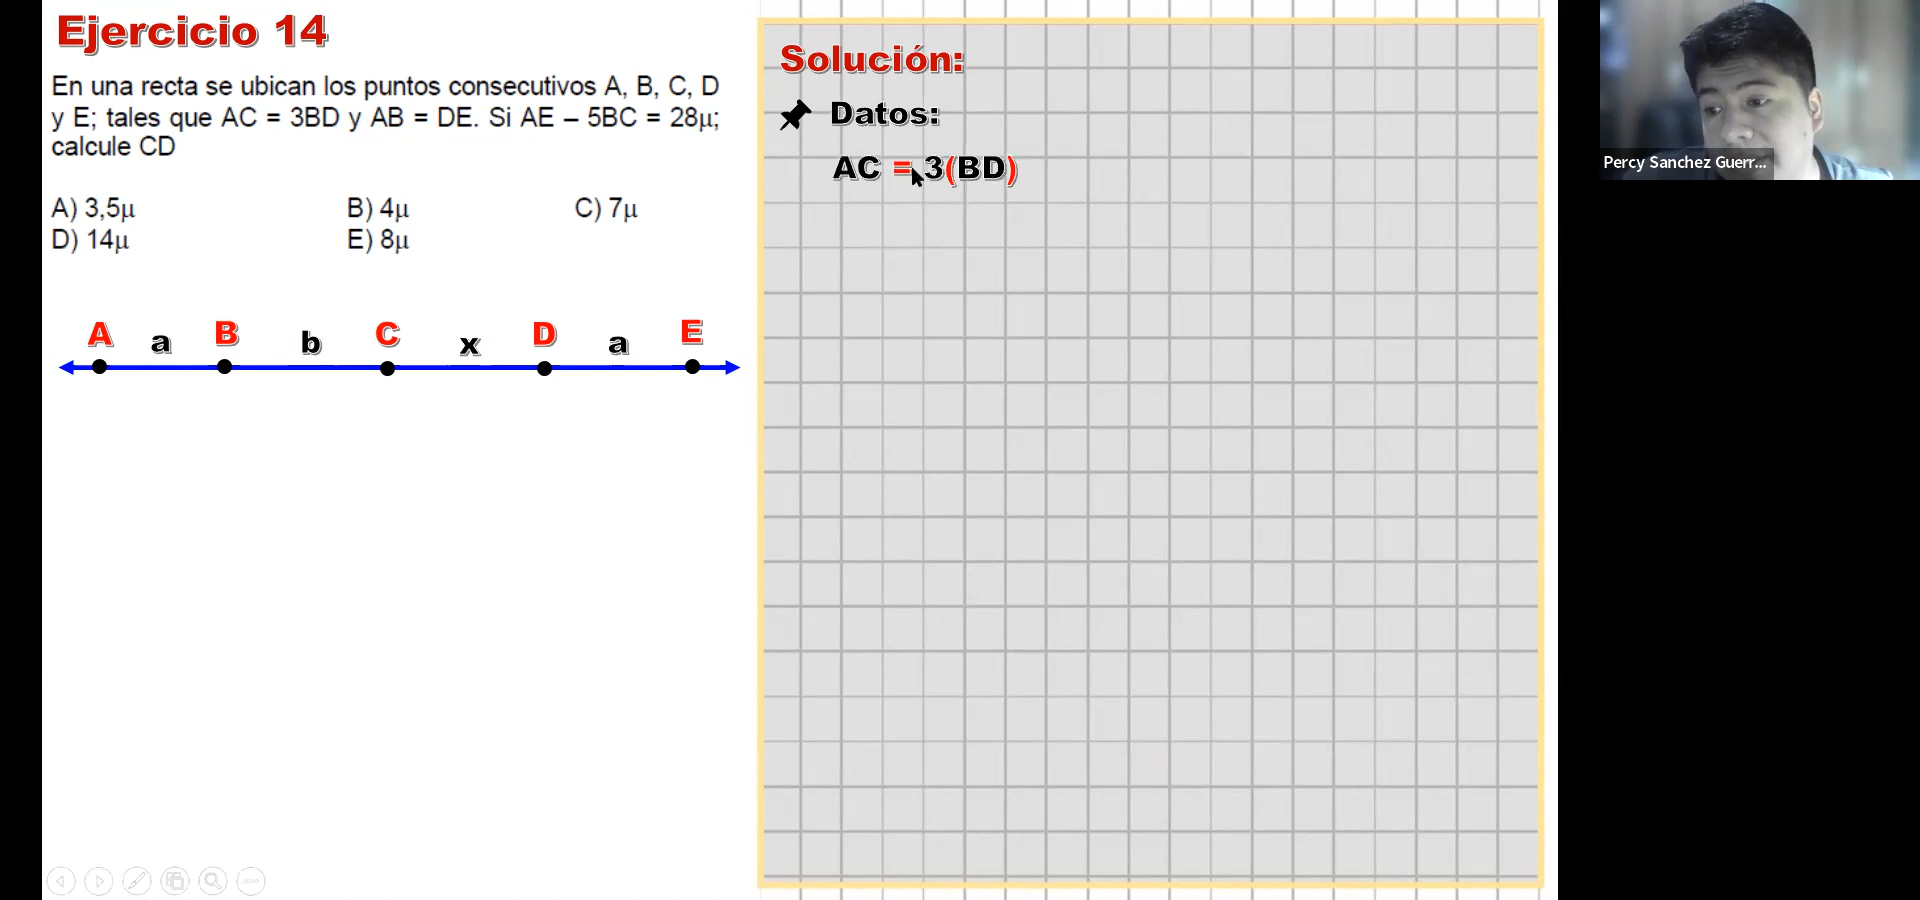 Ejercicio 14
En una recta se ubican los puntos consecutivos A, B, C, D
y E; tales que AC = 3BD y AB = DE. Si AE – 5BC = 28μ;
calcule CD
A) 3,5μ B) 4μ C) 7μ
D) 14μ E) 8μ
A a B b C x D a E
Solución:
Datos:
AC = 3(BD)
Percy Sanchez Guerr...